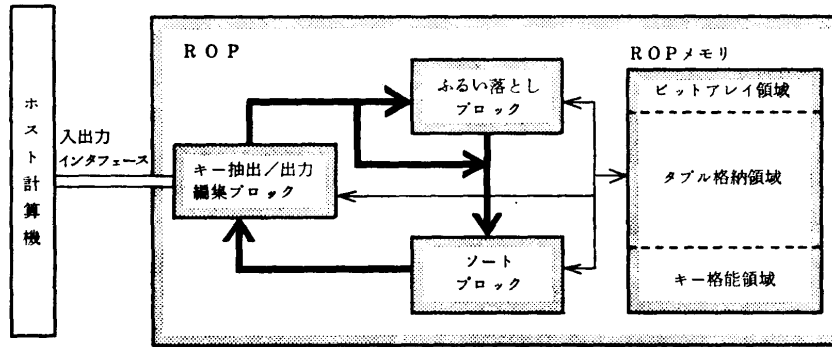 ホスト計算機
入出力
インタフェース
ROP
キー抽出/出力
編集ブロック
ふるい落とし
ブロック
ソート
ブロック
ROPメモリ
ビットアレイ領域
タプル格納領域
キー格能領域